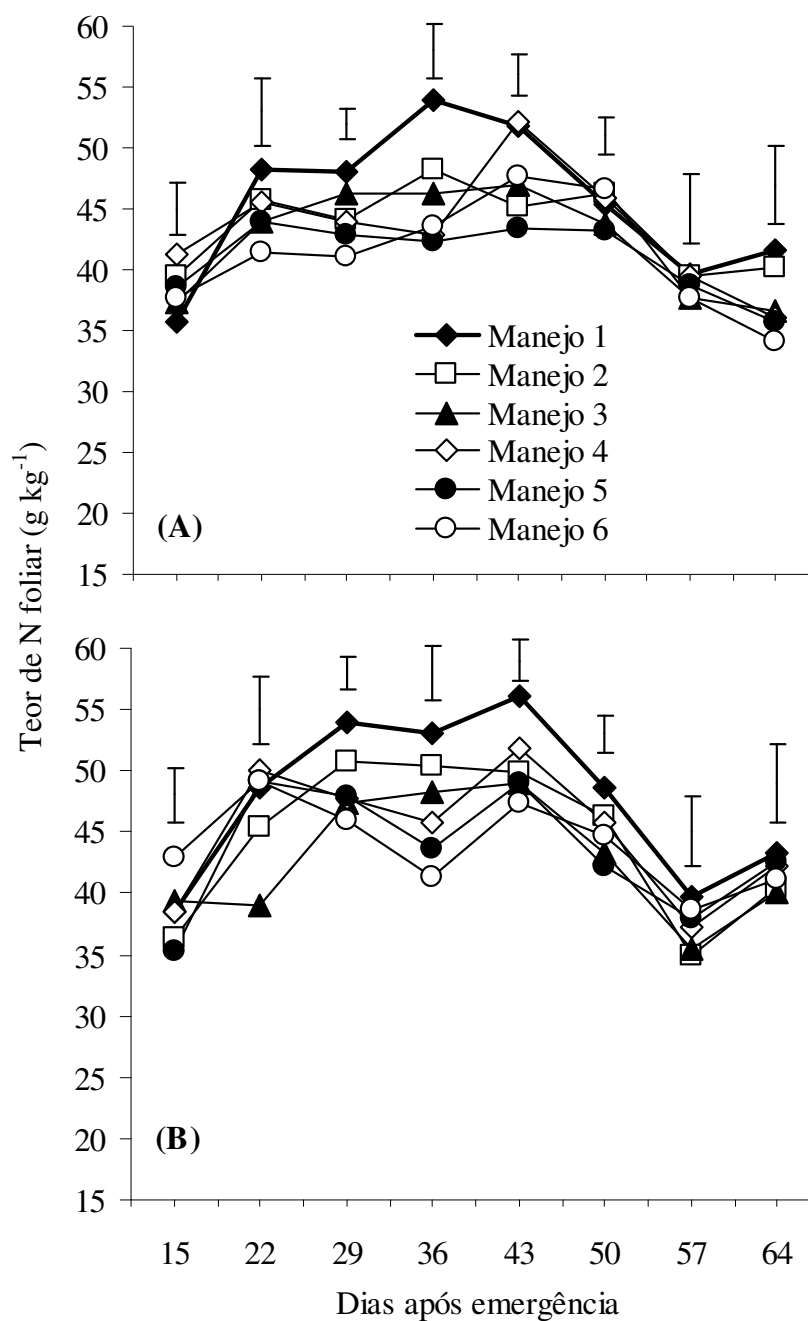 60
55
50
45
40
35
30
25
20
15
Manejo 1
Manejo 2
Manejo 3
Manejo 4
Manejo 5
Manejo 6
(A)
Teor de N foliar (g kg⁻¹)
60
55
50
45
40
35
30
25
20
15
(B)
15 22 29 36 43 50 57 64
Dias após emergência